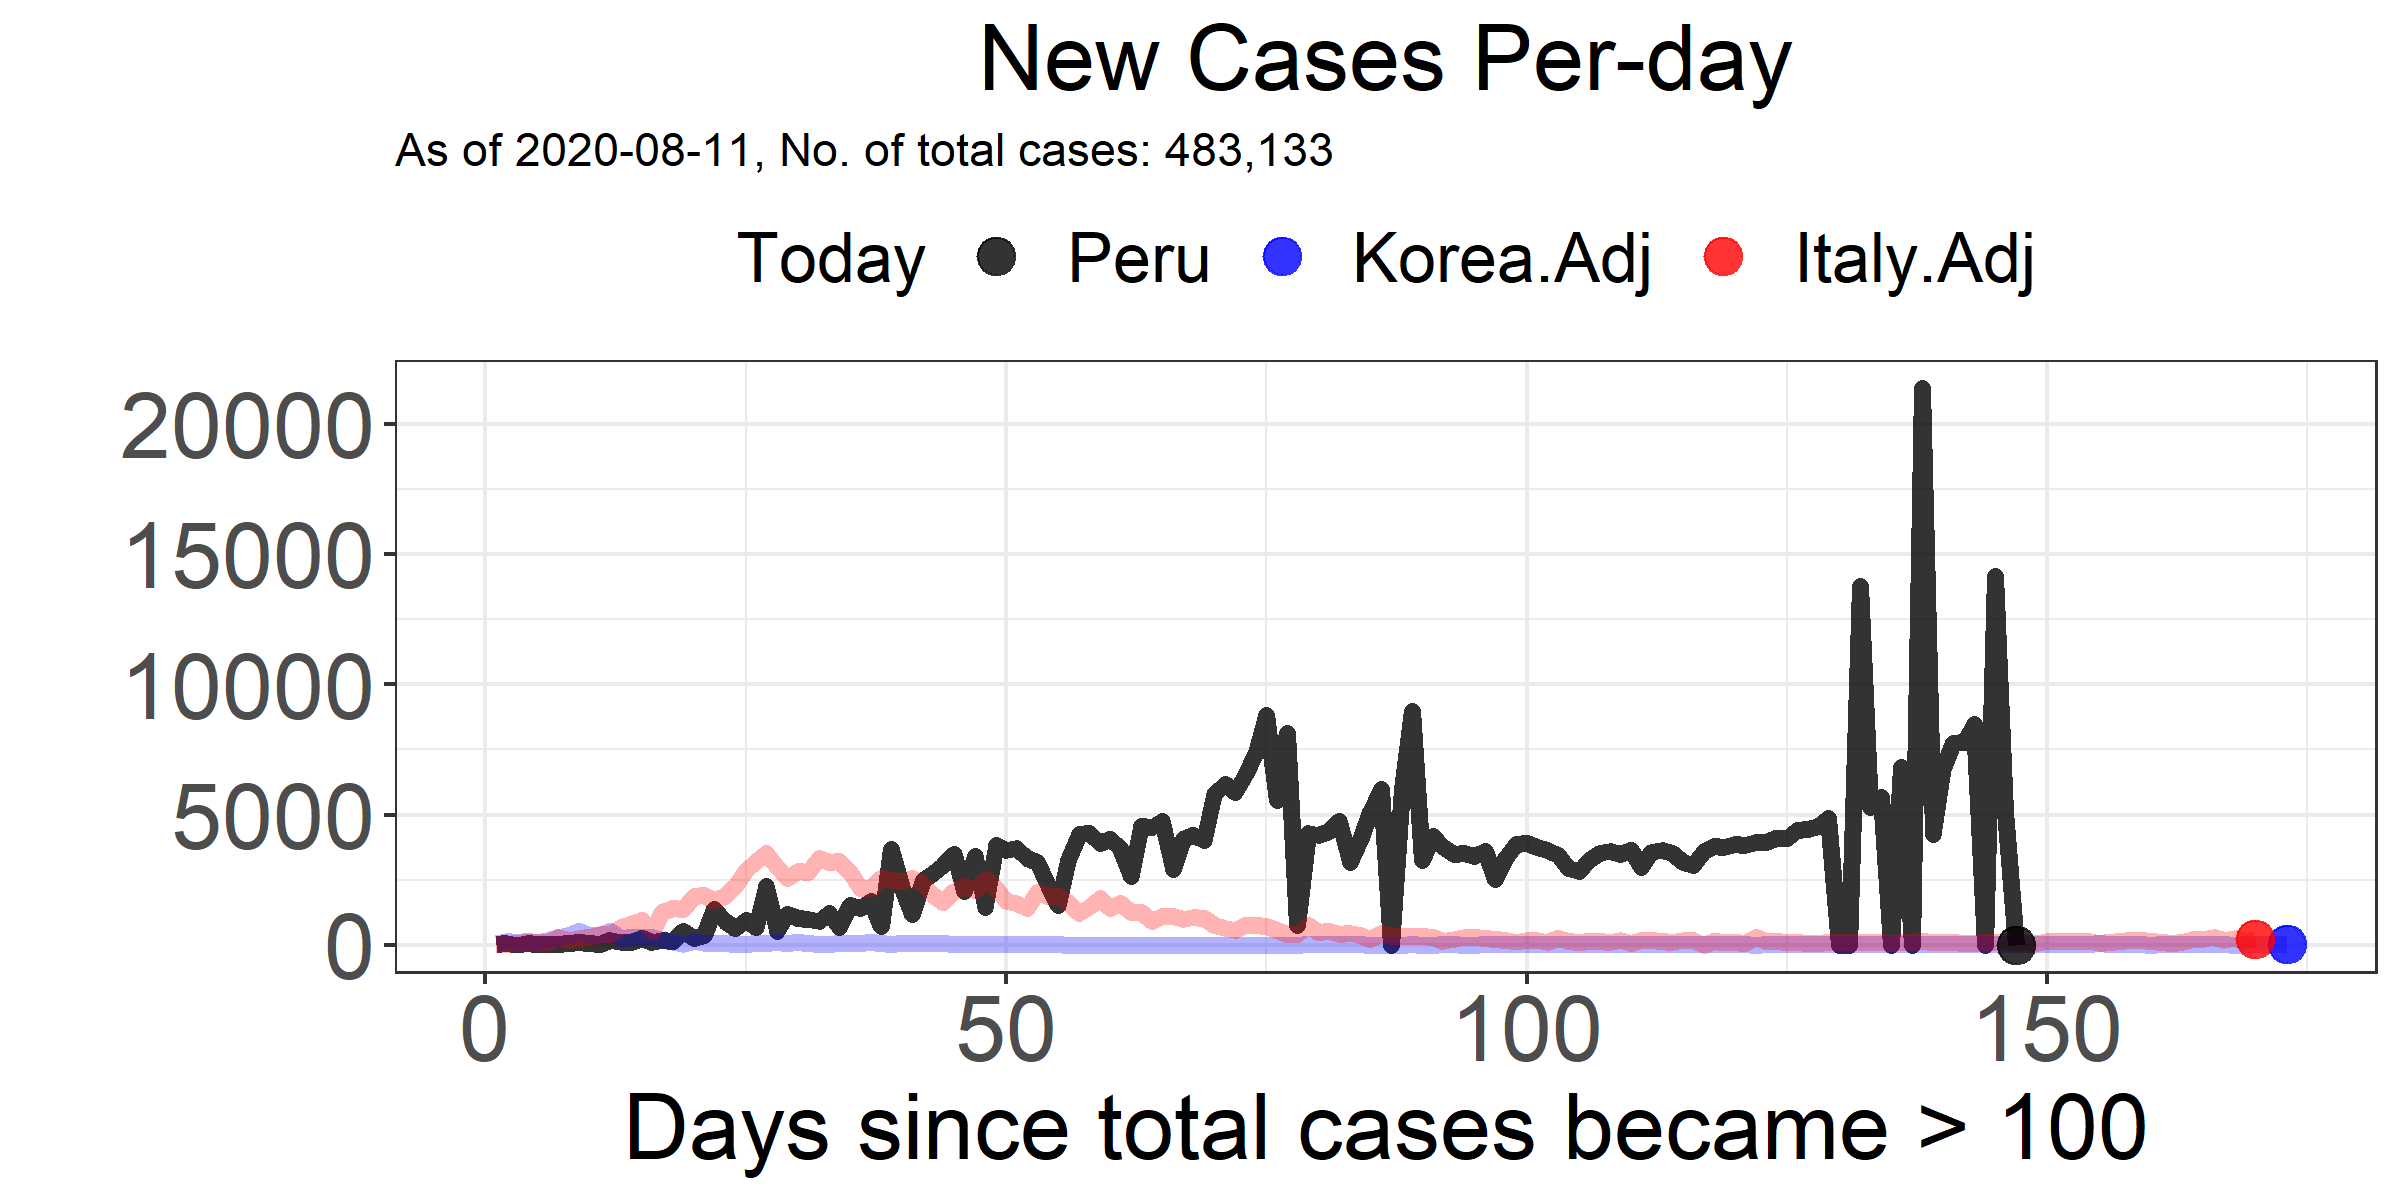 New Cases Per-day
As of 2020-08-11, No. of total cases: 483,133
Today Peru Korea.Adj Italy.Adj
20000
15000
10000
5000
0
0 50 100 150
Days since total cases became > 100